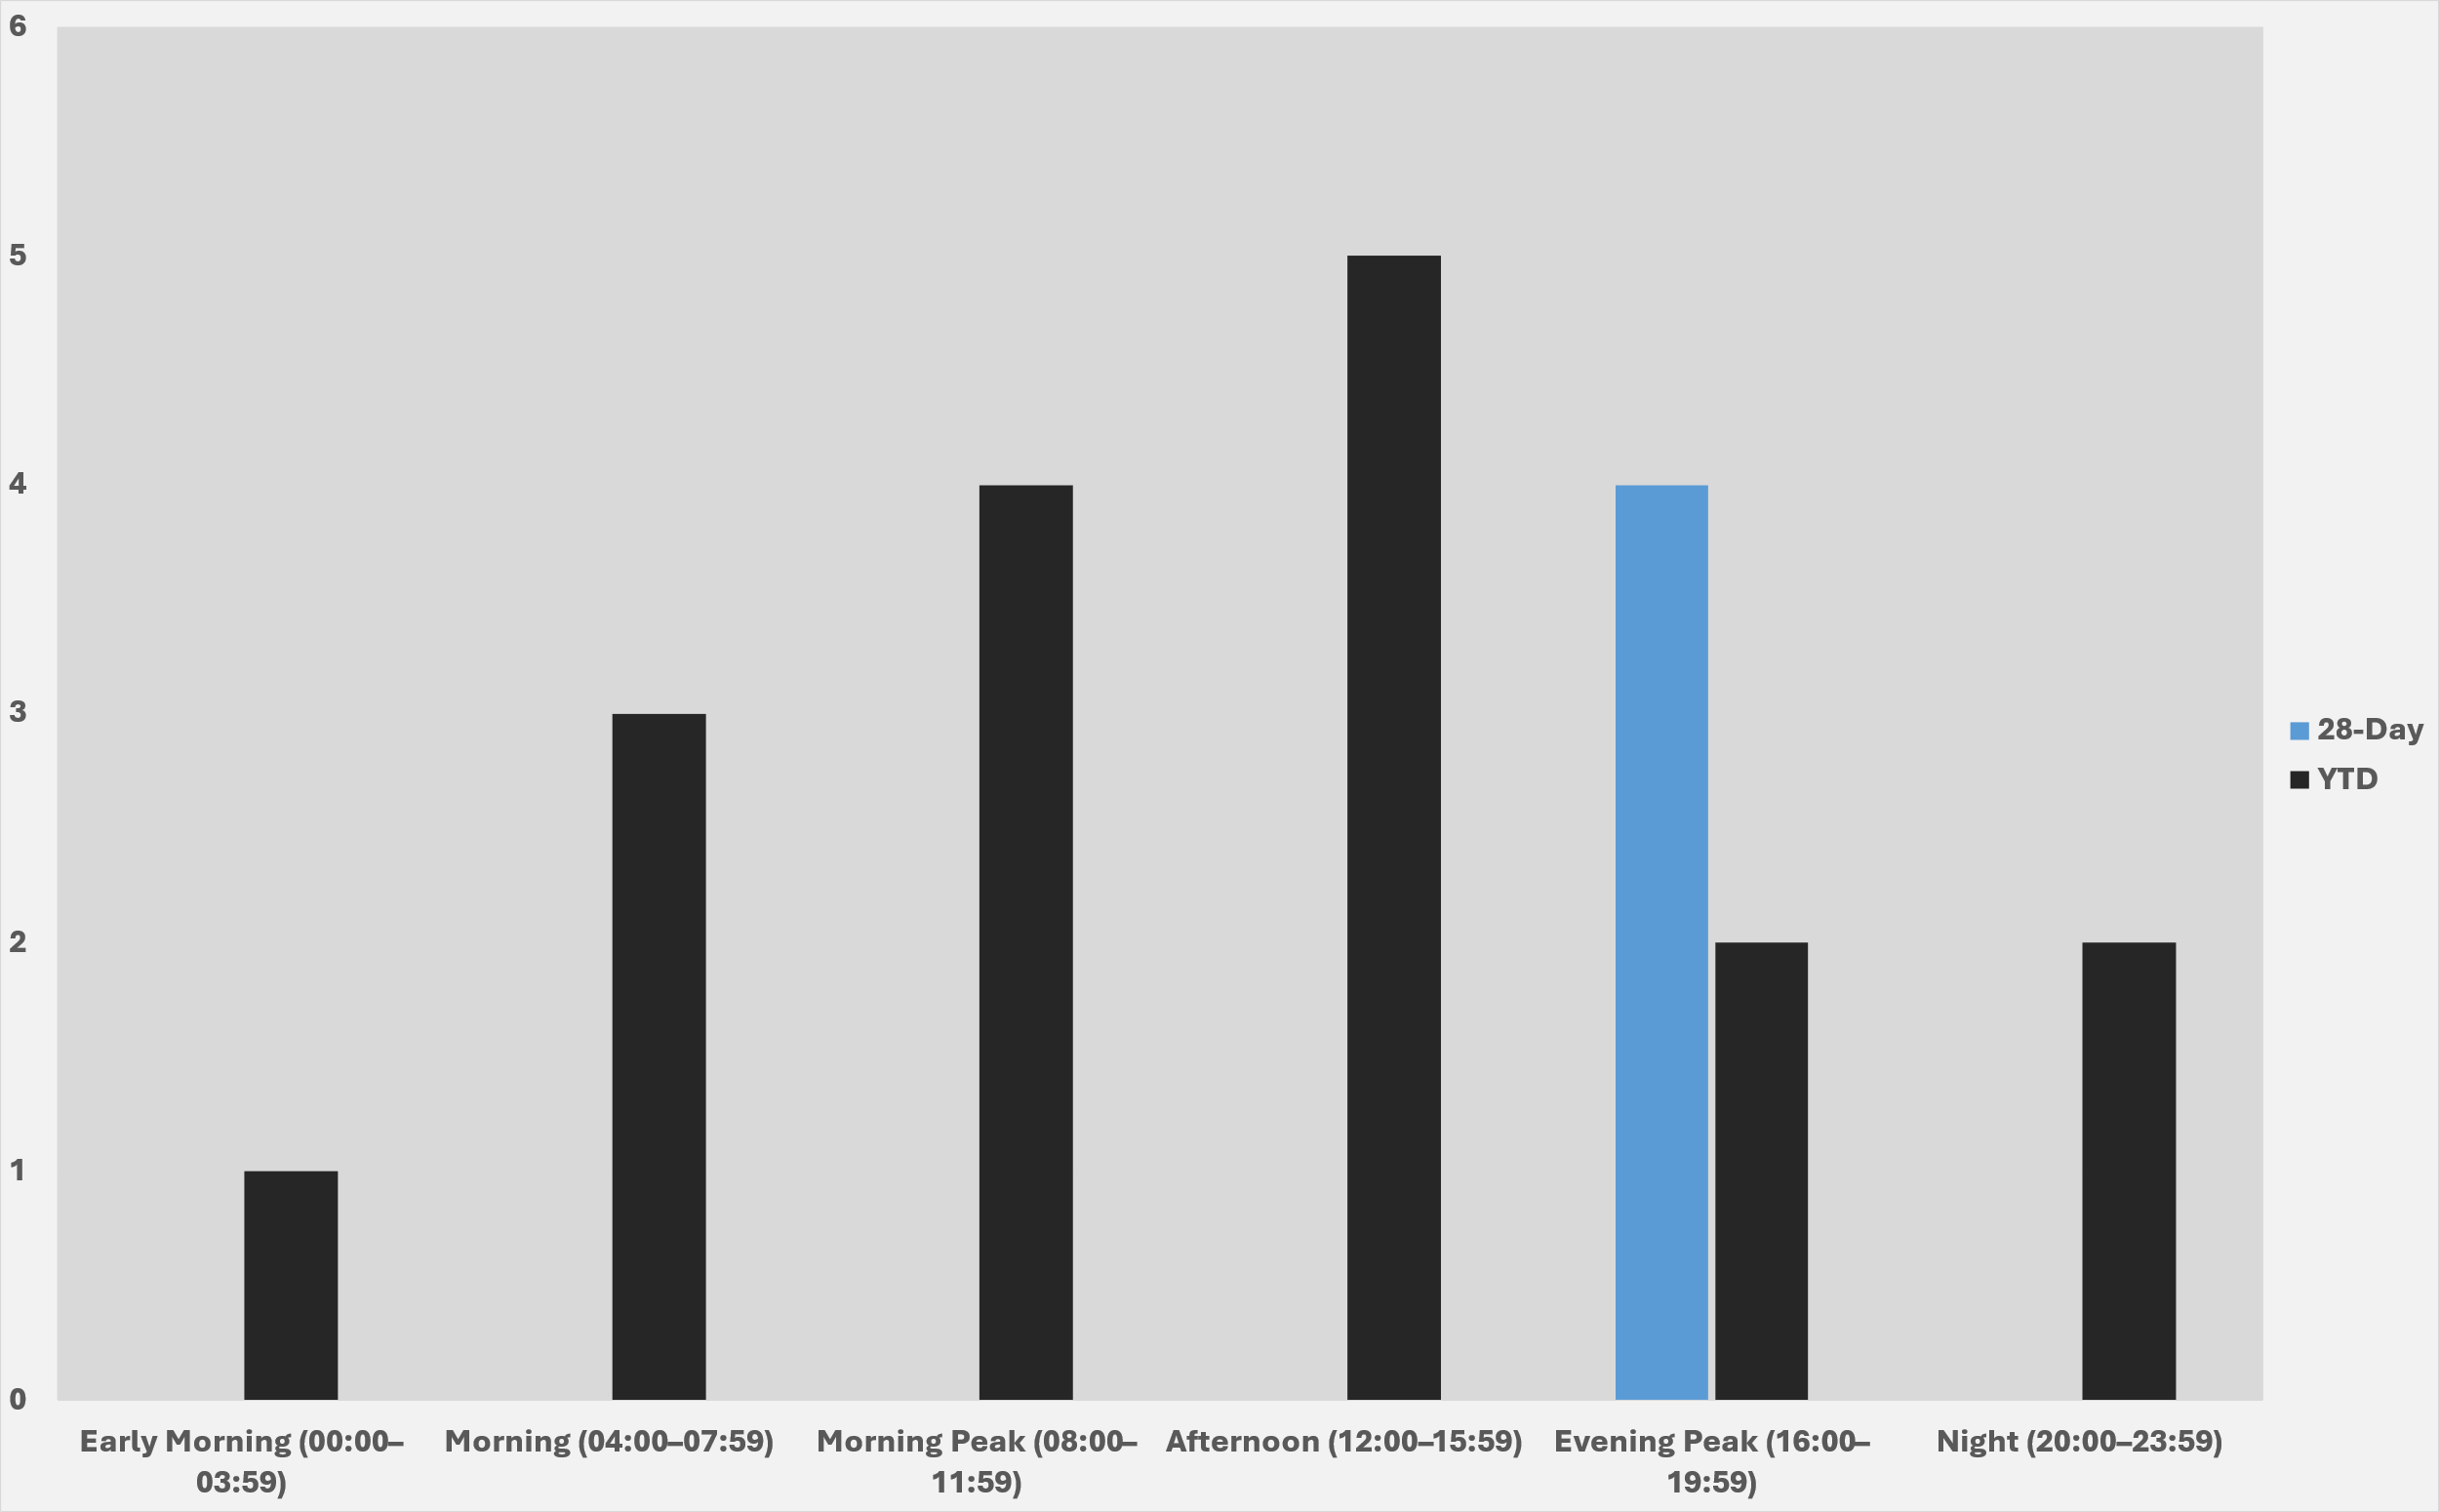 6
5
4
3
2
1
0
28-Day
YTD
Early Morning (00:00–
03:59)
Morning (04:00–07:59)
Morning Peak (08:00–
11:59)
Afternoon (12:00–15:59)
Evening Peak (16:00–
19:59)
Night (20:00–23:59)